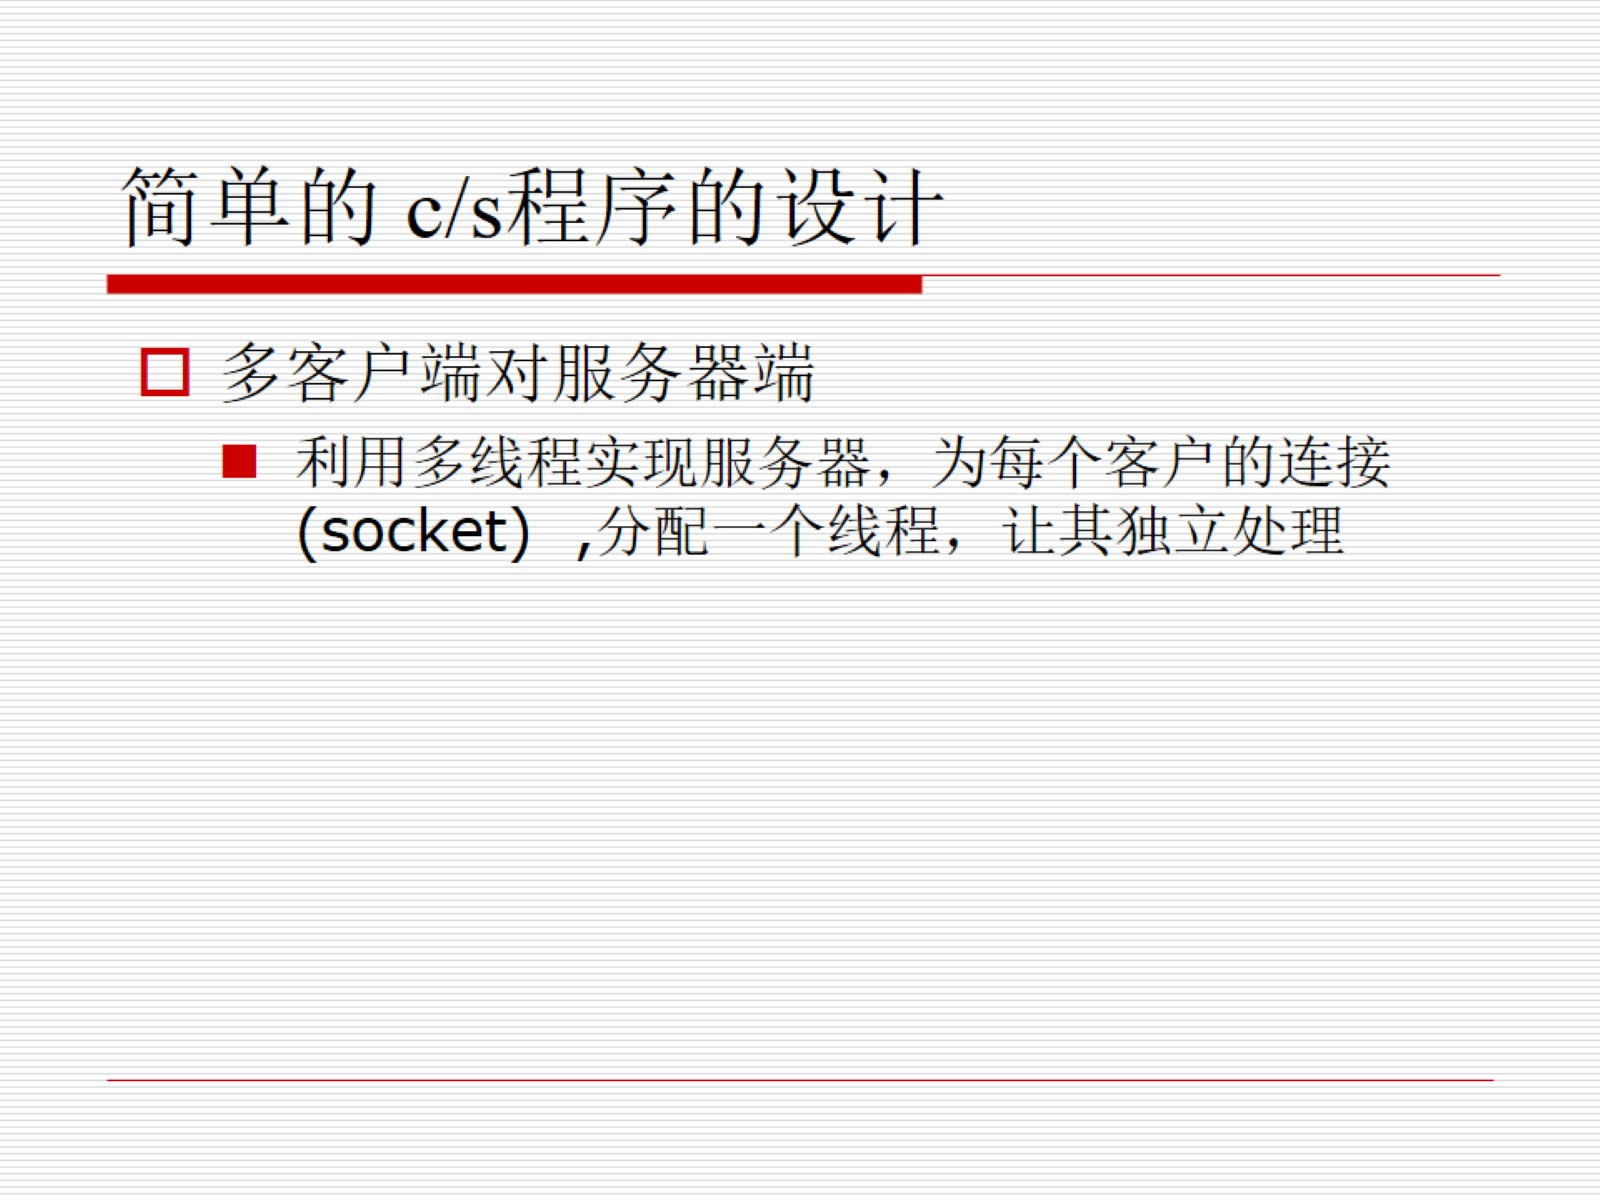 简单的 c/s程序的设计
多客户端对服务器端
利用多线程实现服务器，为每个客户的连接
(socket) ,分配一个线程，让其独立处理